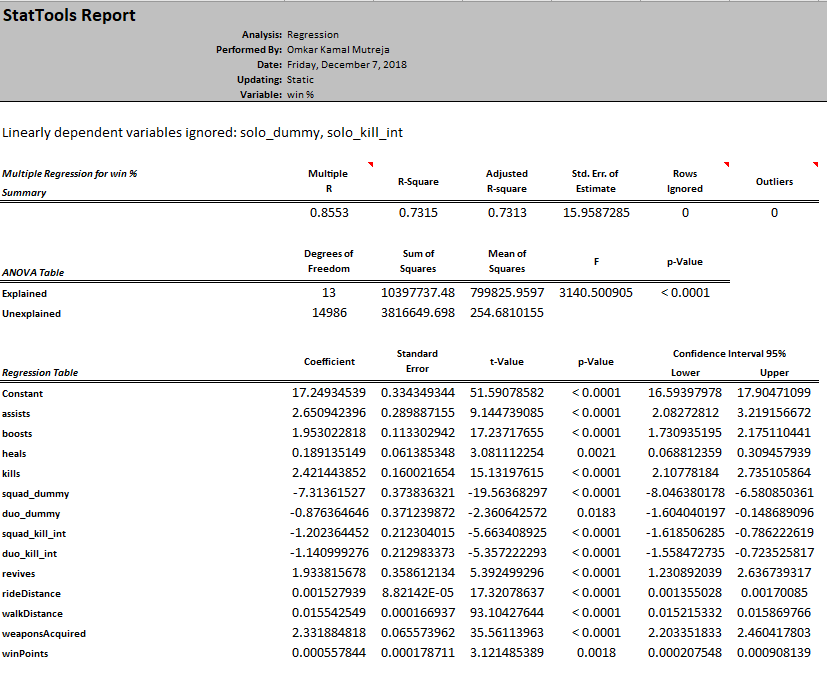 StatTools Report
Analysis: Regression
Performed By: Omkar Kamal Mutreja
Date: Friday, December 7, 2018
Updating: Static
Variable: win %
Linearly dependent variables ignored: solo_dummy, solo_kill_int
Multiple Regression for win % Multiple Adjusted Std. Err. of Rows
R-Square Outliers
Summary R R-square Estimate Ignored
0.8553 0.7315 0.7313 15.9587285 0 0
Degrees of Sum of Mean of
F p-Value
ANOVA Table Freedom Squares Squares
Explained 13 10397737.48 799825.9597 3140.500905 < 0.0001
Unexplained 14986 3816649.698 254.6810155
Standard Confidence Interval 95%
Coefficient t-Value p-Value
Regression Table Error Lower Upper
Constant 17.24934539 0.334349344 51.59078582 < 0.0001 16.59397978 17.90471099
assists 2.650942396 0.289887155 9.144739085 < 0.0001 2.08272812 3.219156672
boosts 1.953022818 0.113302942 17.23717655 < 0.0001 1.730935195 2.175110441
heals 0.189135149 0.061385348 3.081112254 0.0021 0.068812359 0.309457939
kills 2.421443852 0.160021654 15.13197615 < 0.0001 2.10778184 2.735105864
squad_dummy -7.31361527 0.373836321 -19.56368297 < 0.0001 -8.046380178 -6.580850361
duo_dummy -0.876364646 0.371239872 -2.360642572 0.0183 -1.604040197 -0.148689096
squad_kill_int -1.202364452 0.212304015 -5.663408925 < 0.0001 -1.618506285 -0.786222619
duo_kill_int -1.140999276 0.212983373 -5.357222293 < 0.0001 -1.558472735 -0.723525817
revives 1.933815678 0.358612134 5.392499296 < 0.0001 1.230892039 2.636739317
rideDistance 0.001527939 8.82142E-05 17.32078637 < 0.0001 0.001355028 0.00170085
walkDistance 0.015542549 0.000166937 93.10427644 < 0.0001 0.015215332 0.015869766
weaponsAcquired 2.331884818 0.065573962 35.56113963 < 0.0001 2.203351833 2.460417803
winPoints 0.000557844 0.000178711 3.121485389 0.0018 0.000207548 0.000908139